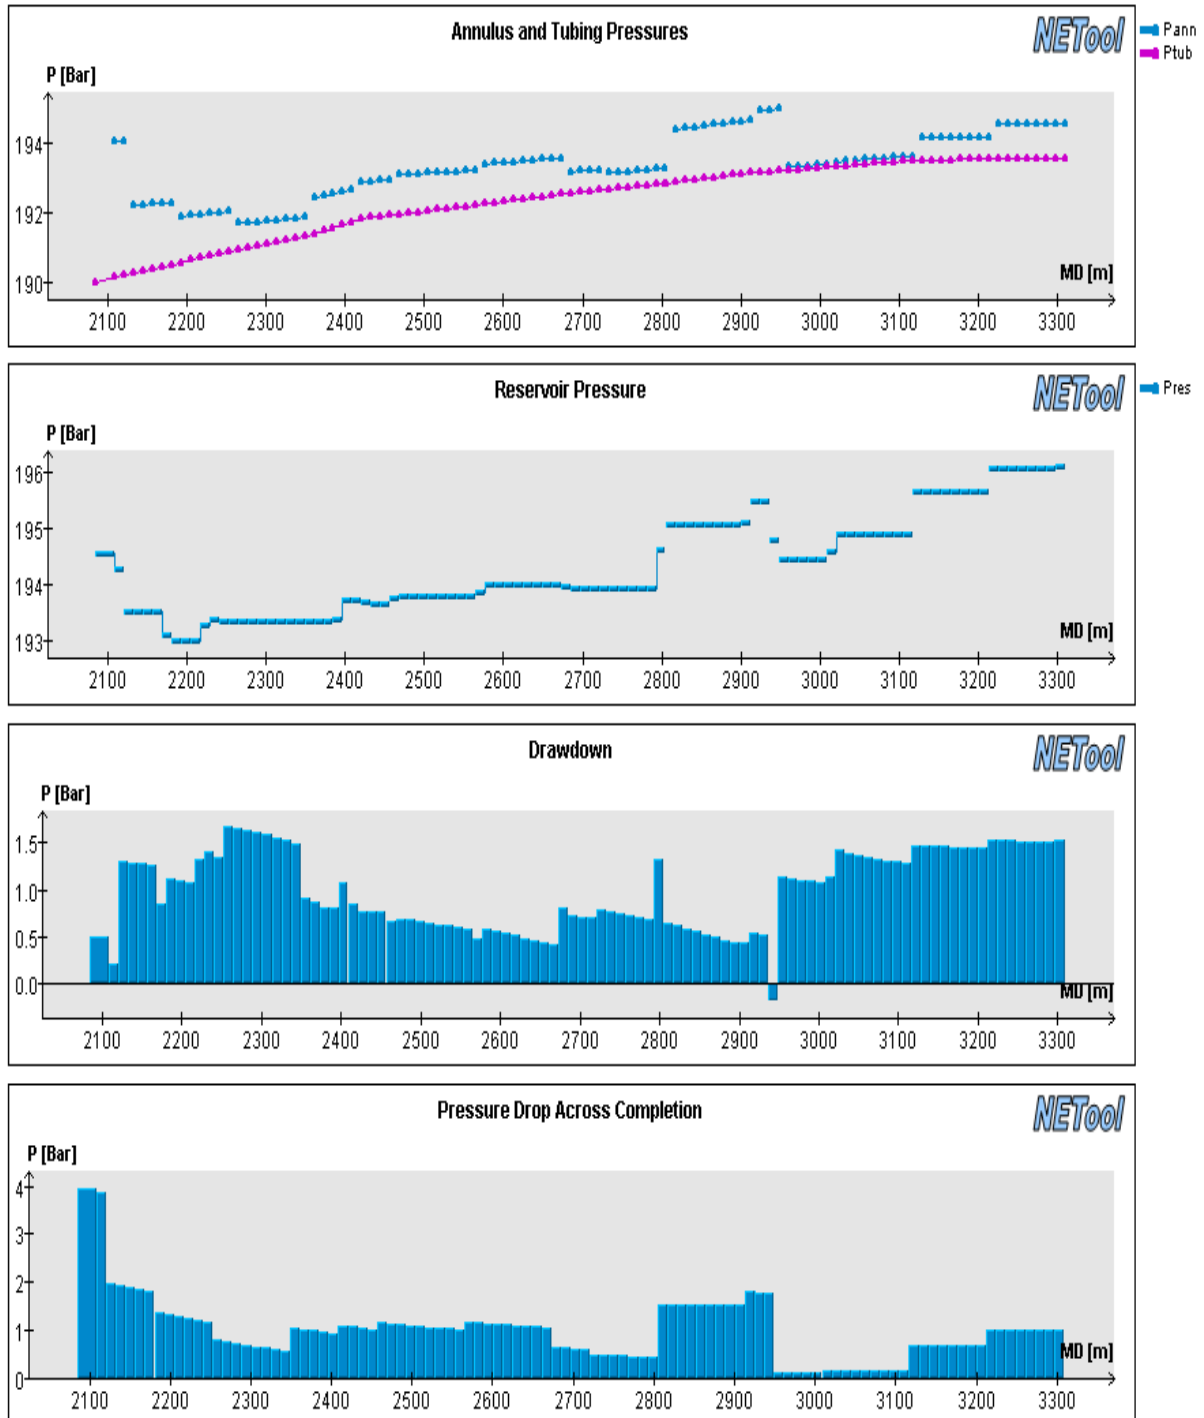 Annulus and Tubing Pressures
NETool
Pann
Ptub
P [Bar]
194
192
190
MD [m]
2100 2200 2300 2400 2500 2600 2700 2800 2900 3000 3100 3200 3300
Reservoir Pressure
NETool
Pres
P [Bar]
196
195
194
193
MD [m]
2100 2200 2300 2400 2500 2600 2700 2800 2900 3000 3100 3200 3300
Drawdown
NETool
P [Bar]
1.5
1.0
0.5
0.0
MD [m]
2100 2200 2300 2400 2500 2600 2700 2800 2900 3000 3100 3200 3300
Pressure Drop Across Completion
NETool
P [Bar]
4
3
2
1
0
MD [m]
2100 2200 2300 2400 2500 2600 2700 2800 2900 3000 3100 3200 3300